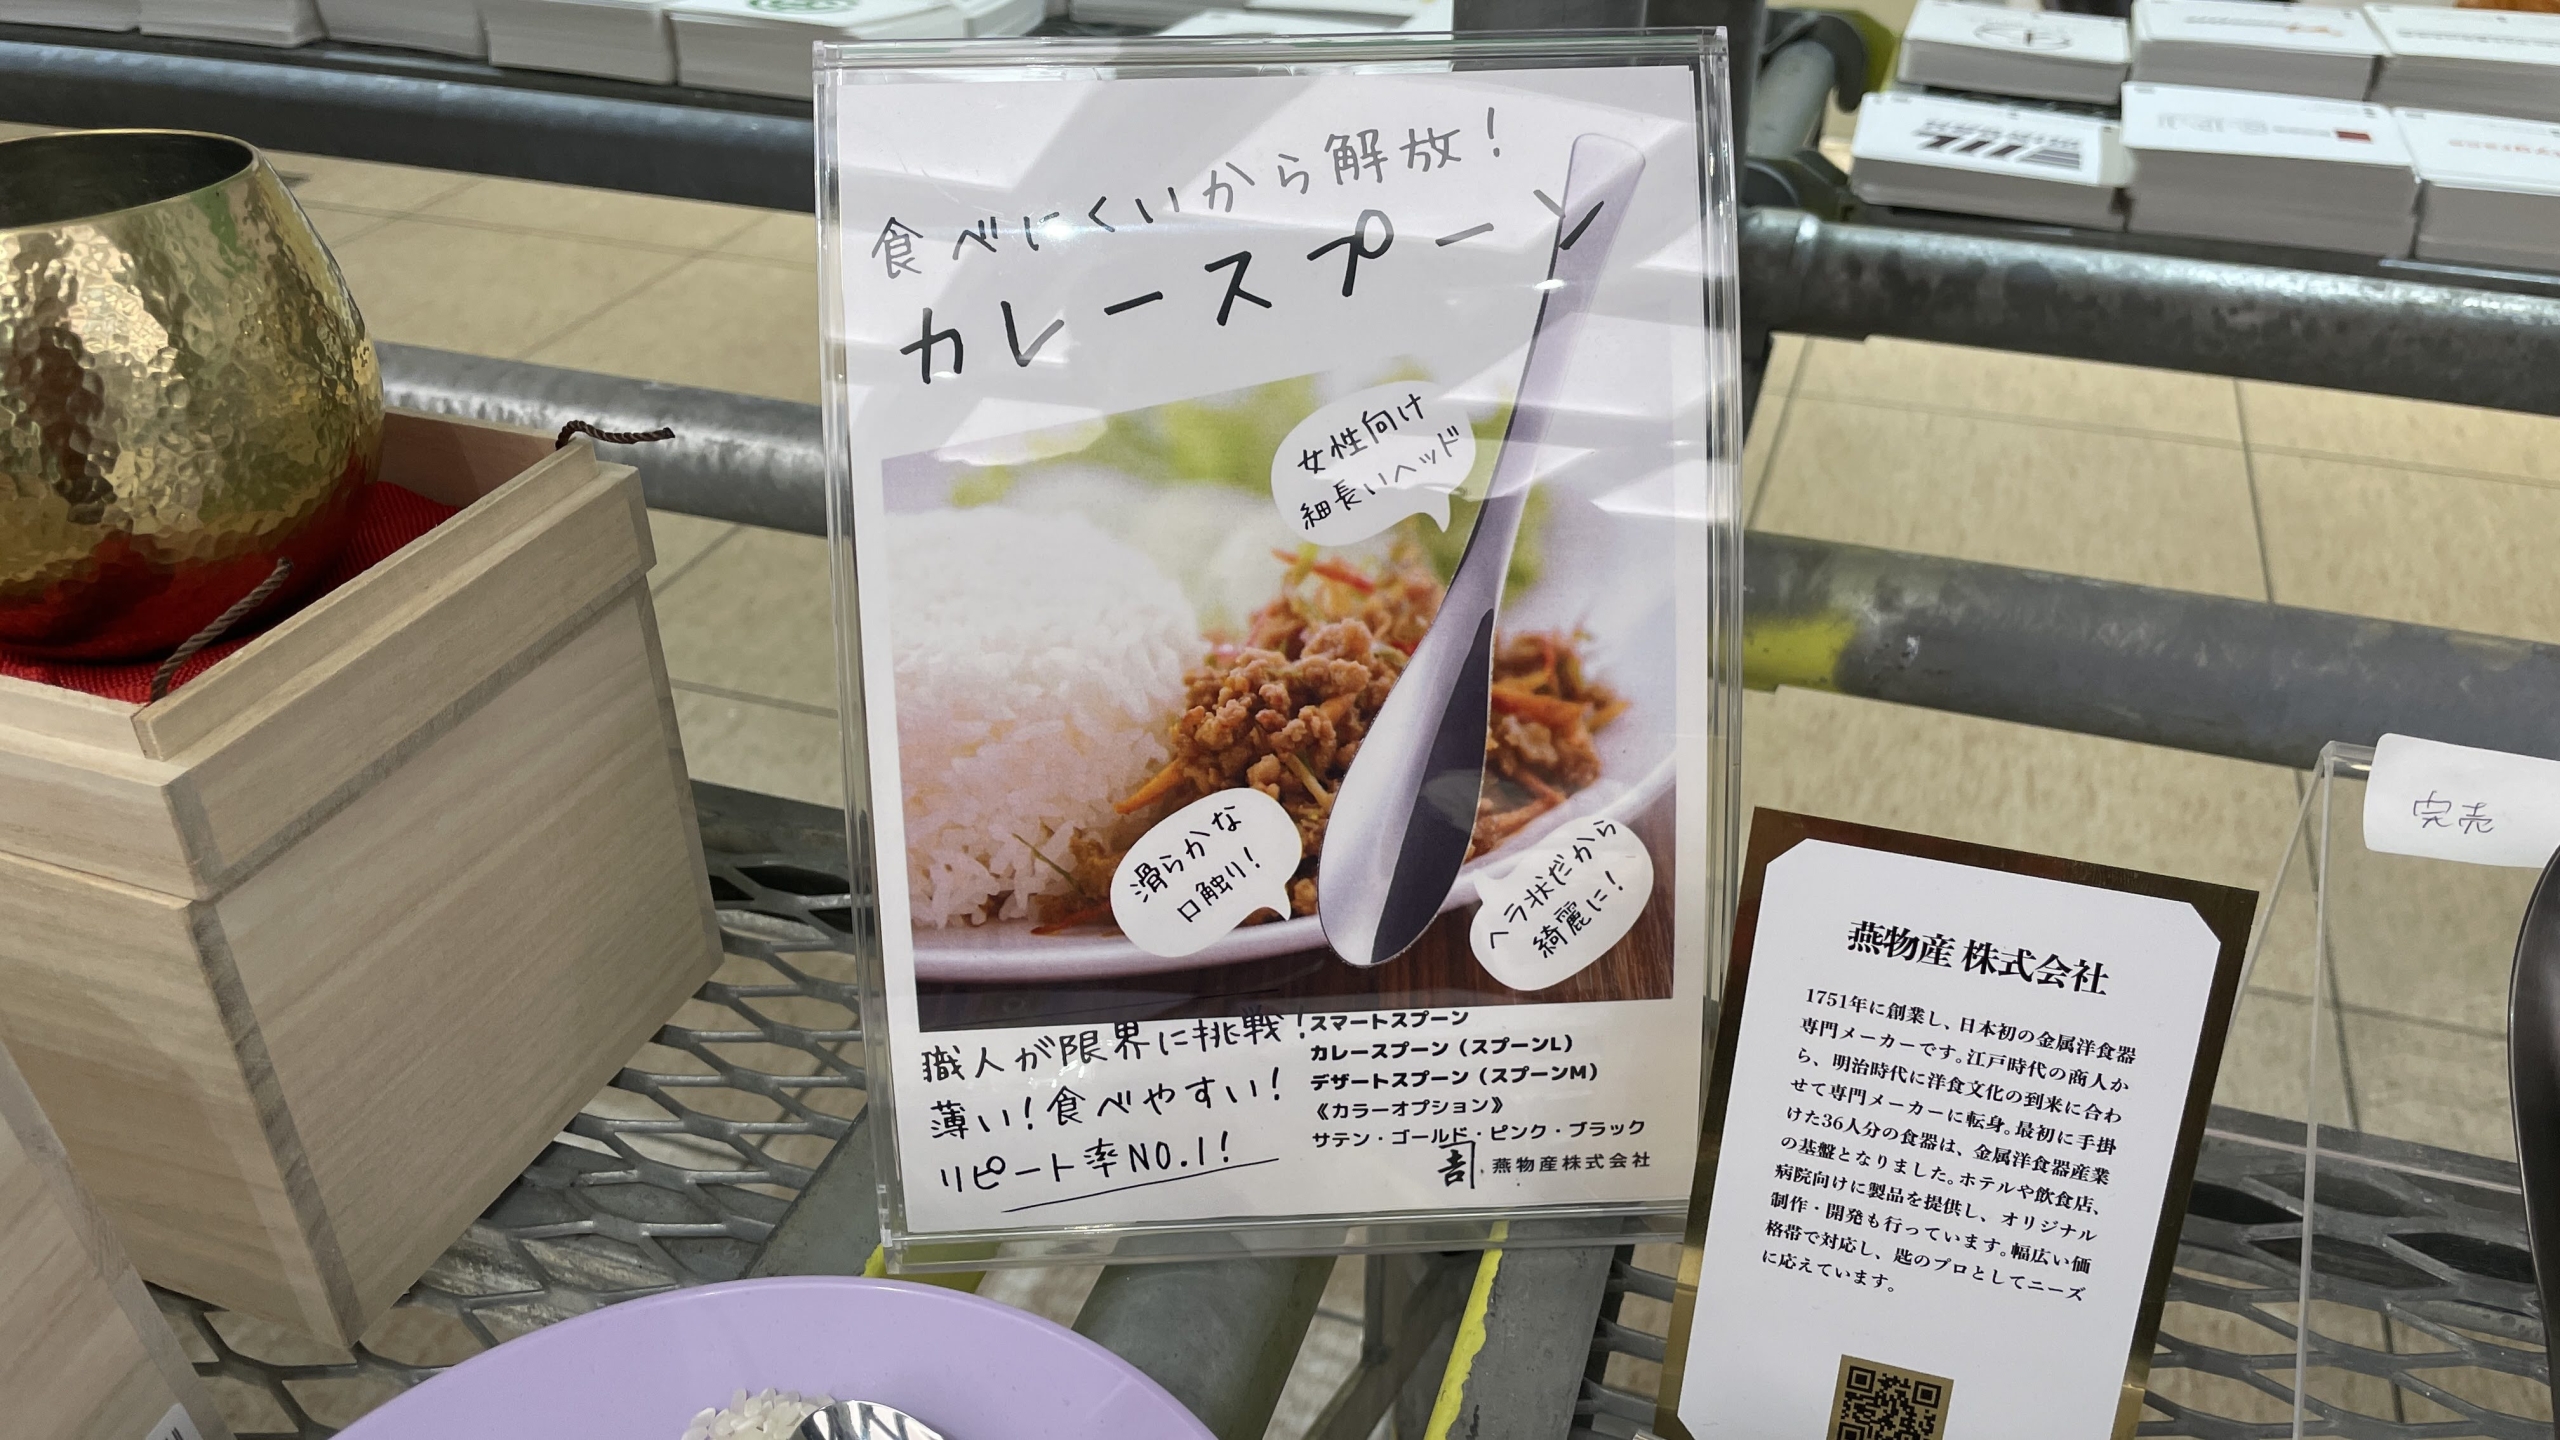 食べにくいから解放！
カレースプーン
女性向け
細長いヘッド
滑らかな
口触り！
ヘラ状だから
綺麗に！
職人が限界に挑戦！
薄い！食べやすい！
リピート率NO.1！
スマートスプーン
カレースプーン（スプーンL）
デザートスプーン（スプーンM）
《カラーオプション》
サテン・ゴールド・ピンク・ブラック
燕物産株式会社
燕物産 株式会社
1751年に創業し、日本初の金属洋食器
専門メーカーです。江戸時代の商人か
ら、明治時代に洋食文化の到来に合わ
せて専門メーカーに転身。最初に手掛
けた36人分の食器は、金属洋食器産業
の基盤となりました。ホテルや飲食店、
病院向けに製品を提供し、オリジナル
制作・開発も行っています。幅広い価
格帯で対応し、匙のプロとしてニーズ
に応えています。
完売